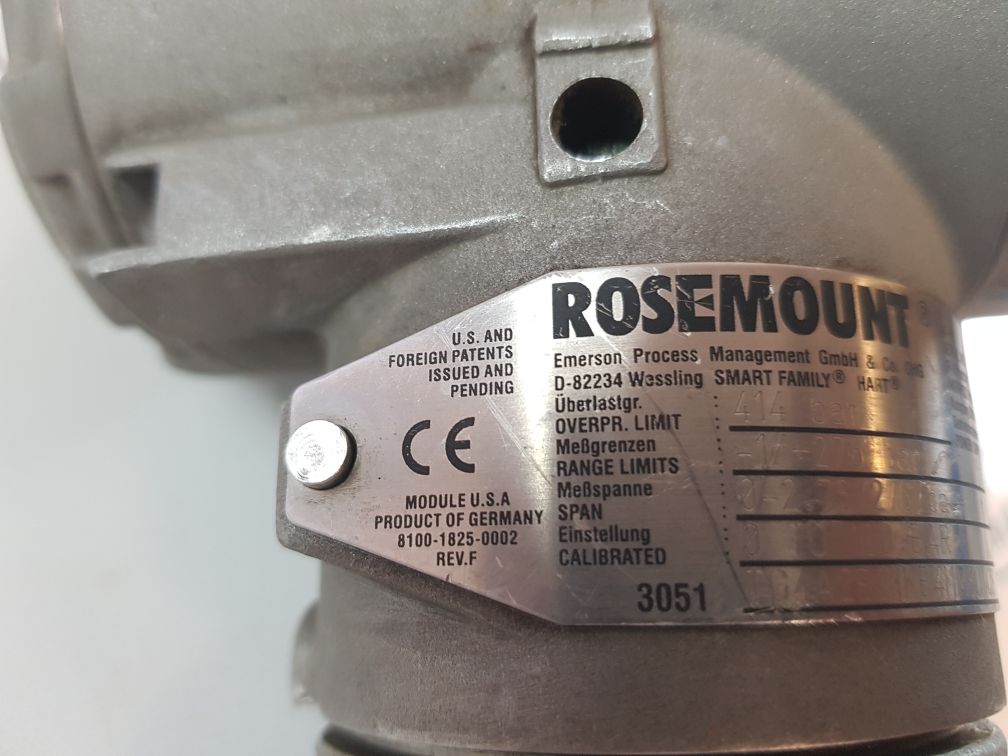 U.S. AND
FOREIGN PATENTS
ISSUED AND
PENDING
CE
MODULE U.S.A
PRODUCT OF GERMANY
8100-1825-0002
REV.F
ROSEMOUNT®
Emerson Process Management GmbH & Co. OHG
D-82234 Wessling SMART FAMILY® HART®
Überlastgr.
OVERPR. LIMIT : 414 bar
Meßgrenzen
RANGE LIMITS :
Meßspanne
SPAN :
Einstellung
CALIBRATED :
3051